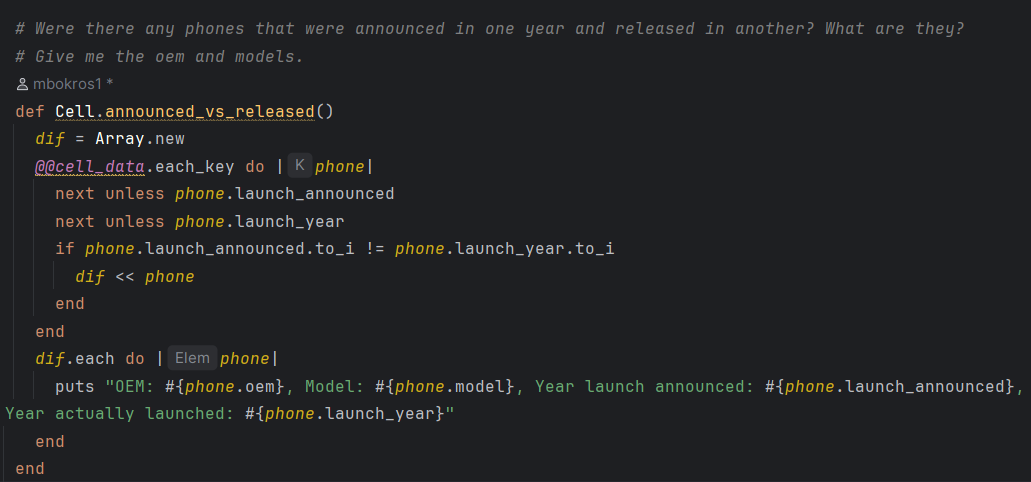 # Were there any phones that were announced in one year and released in another? What are they?
# Give me the oem and models.
mbokros1 *
def Cell.announced_vs_released()
dif = Array.new
@@cell_data.each_key do |K phone|
next unless phone.launch_announced
next unless phone.launch_year
if phone.launch_announced.to_i != phone.launch_year.to_i
dif << phone
end
end
dif.each do |Elem phone|
puts "OEM: #{phone.oem}, Model: #{phone.model}, Year launch announced: #{phone.launch_announced},
Year actually launched: #{phone.launch_year}"
end
end